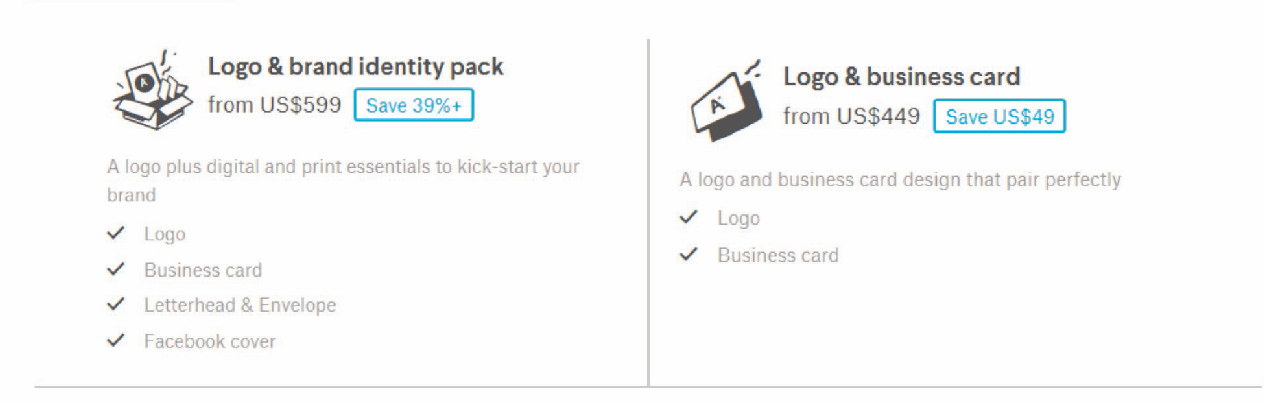 Logo & brand identity pack
from US$599 Save 39%+
A logo plus digital and print essentials to kick-start your
brand
Logo
Business card
Letterhead & Envelope
Facebook cover
A
Logo & business card
from US$449 Save US$49
A logo and business card design that pair perfectly
Logo
Business card